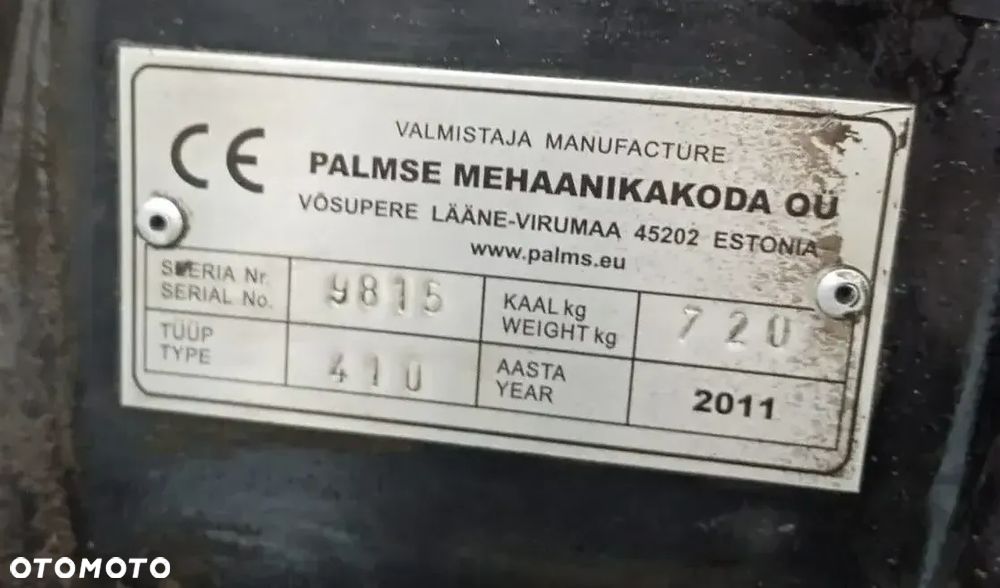 CE
VALMISTAJA MANUFACTURE
PALMSE MEHAANIKAKODA OÜ
VÕSUPERE LÄÄNE-VIRUMAA 45202 ESTONIA
www.palms.eu
SEERIA Nr.
SERIAL No.
9815
KAAL kg
WEIGHT kg
720
TÜÜP
TYPE
410
AASTA
YEAR
2011
OTOMOTO